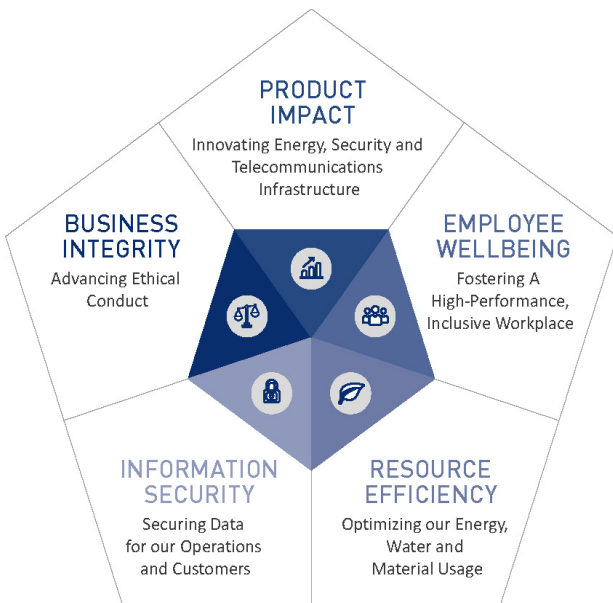 PRODUCT
IMPACT
Innovating Energy, Security and
Telecommunications
Infrastructure
BUSINESS
INTEGRITY
Advancing Ethical
Conduct
EMPLOYEE
WELLBEING
Fostering A
High-Performance,
Inclusive Workplace
INFORMATION
SECURITY
Securing Data
for our Operations
and Customers
RESOURCE
EFFICIENCY
Optimizing our Energy,
Water and
Material Usage